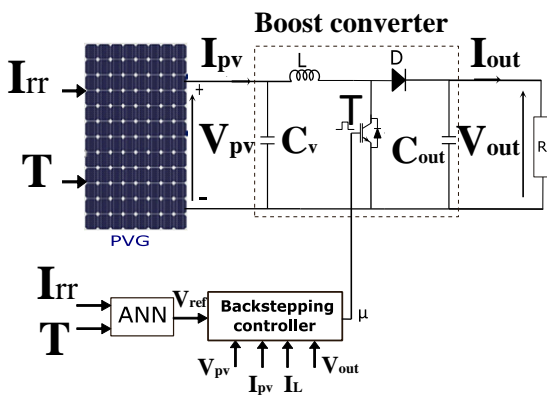 Boost converter
Irr
Ipv
L
D
Iout
+
T
Vpv
Cv
T
Cout
Vout
R
-
PVG
Irr
T
ANN
Vref
Backstepping
controller
μ
Vpv
Ipv
IL
Vout